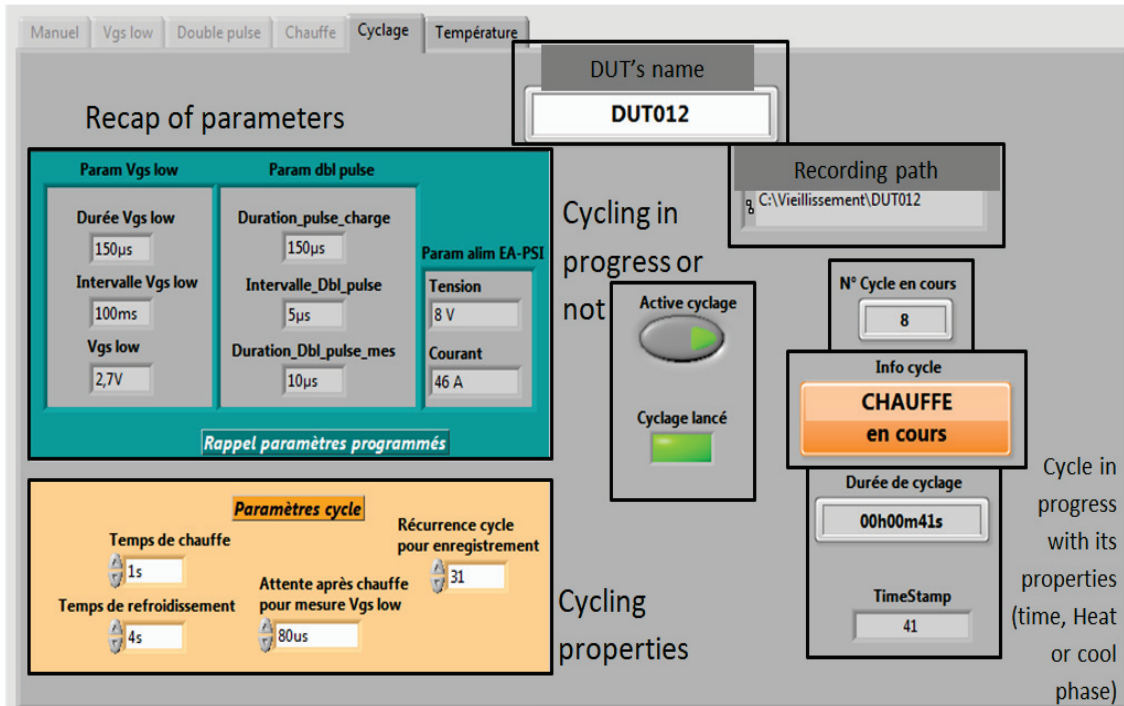 Manuel
Vgs low
Double pulse
Chauffe
Cyclage
Température
DUT's name
DUT012
Recap of parameters
Recording path
C:\Vieillissement\DUT012
Param Vgs low
Durée Vgs low
150µs
Intervalle Vgs low
100ms
Vgs low
2,7V
Param dbl pulse
Duration_pulse_charge
150µs
Intervalle_Dbl_pulse
5µs
Duration_Dbl_pulse_mes
10µs
Param alim EA-PSI
Tension
8 V
Courant
46 A
Rappel paramètres programmés
Cycling in
progress or
not
Active cyclage
Cyclage lancé
N° Cycle en cours
8
Info cycle
CHAUFFE
en cours
Durée de cyclage
00h00m41s
TimeStamp
41
Cycle in
progress
with its
properties
(time, Heat
or cool
phase)
Paramètres cycle
Temps de chauffe
1s
Temps de refroidissement
4s
Attente après chauffe
pour mesure Vgs low
80us
Récurrence cycle
pour enregistrement
31
Cycling
properties